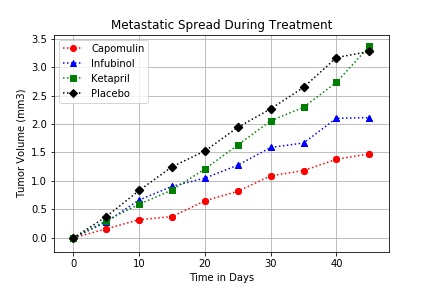 Metastatic Spread During Treatment
Tumor Volume (mm3)
3.5
3.0
2.5
2.0
1.5
1.0
0.5
0.0
Capomulin
Infubinol
Ketapril
Placebo
0
10
20
30
40
Time in Days